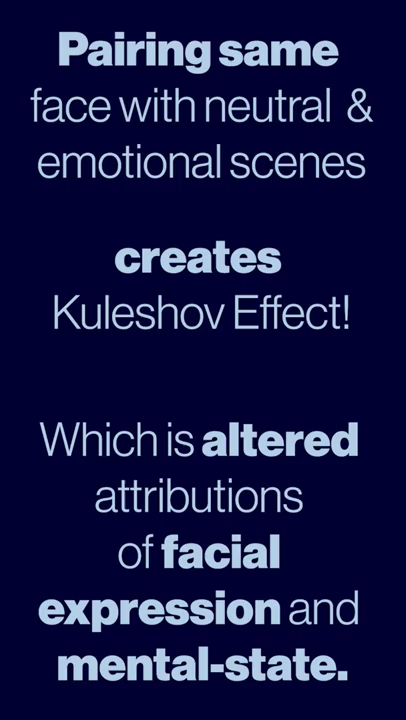 Pairing same
face with neutral &
emotional scenes
creates
Kuleshov Effect!
Which is altered
attributions
of facial
expression and
mental-state.